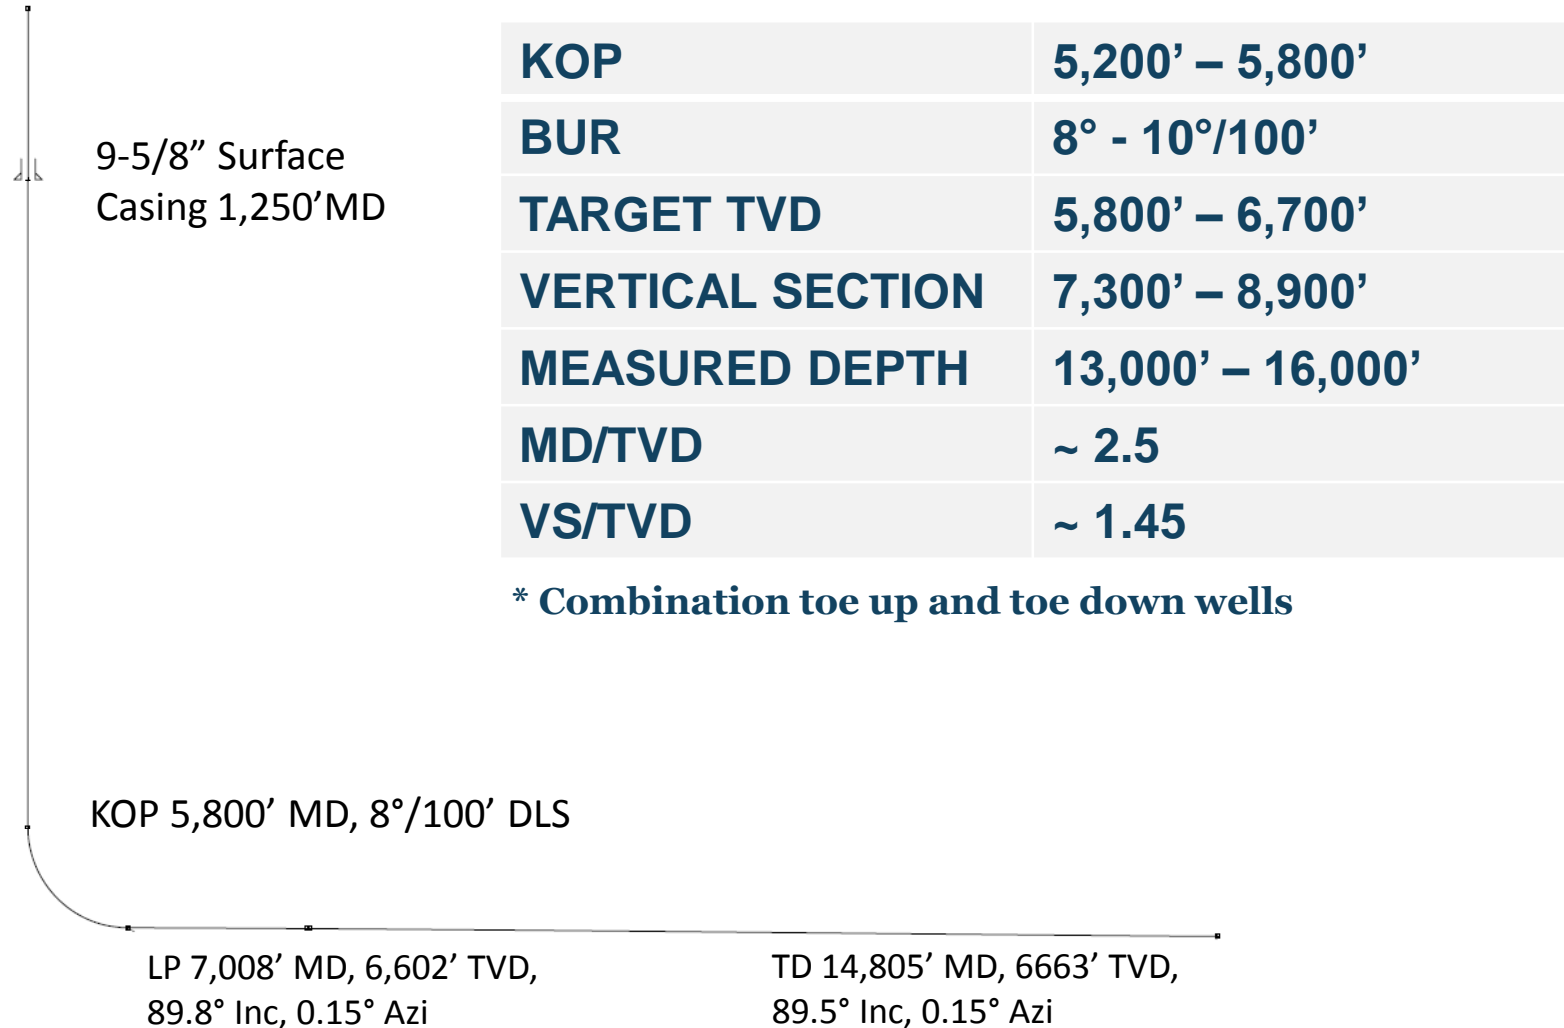 KOP 5,200’ – 5,800’
BUR 8° - 10°/100’
TARGET TVD 5,800’ – 6,700’
VERTICAL SECTION 7,300’ – 8,900’
MEASURED DEPTH 13,000’ – 16,000’
MD/TVD ~ 2.5
VS/TVD ~ 1.45
* Combination toe up and toe down wells
9-5/8” Surface
Casing 1,250’MD
KOP 5,800’ MD, 8°/100’ DLS
LP 7,008’ MD, 6,602’ TVD,
89.8° Inc, 0.15° Azi
TD 14,805’ MD, 6663’ TVD,
89.5° Inc, 0.15° Azi